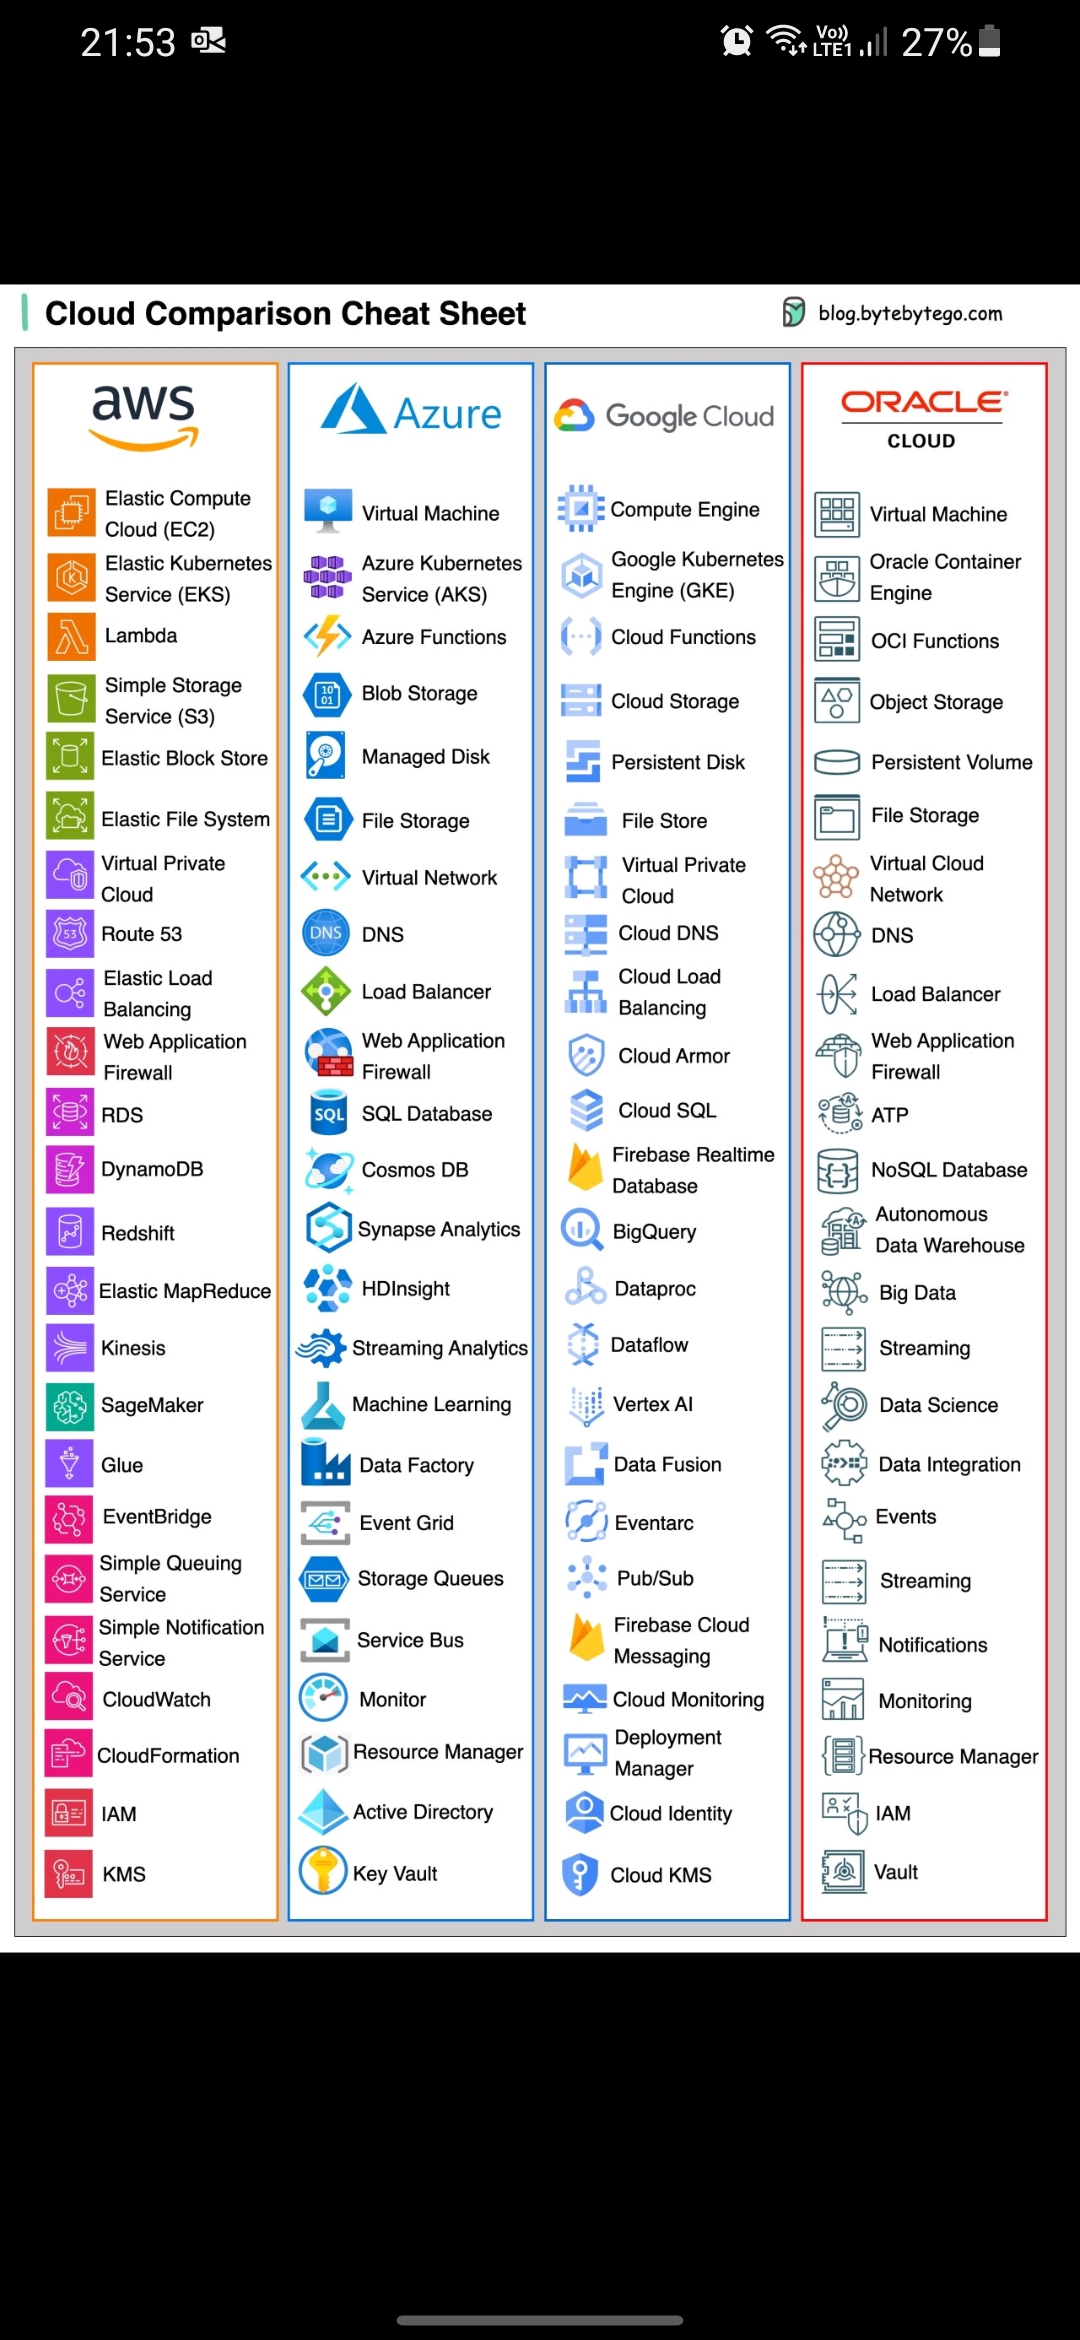 21:53
Vo))
LTE1
27%
Cloud Comparison Cheat Sheet
blog.bytebytego.com
aws
Elastic Compute
Cloud (EC2)
Elastic Kubernetes
Service (EKS)
Lambda
Simple Storage
Service (S3)
Elastic Block Store
Elastic File System
Virtual Private
Cloud
53
Route 53
Elastic Load
Balancing
Web Application
Firewall
RDS
DynamoDB
Redshift
Elastic MapReduce
Kinesis
SageMaker
Glue
EventBridge
Simple Queuing
Service
Simple Notification
Service
CloudWatch
CloudFormation
IAM
KMS
Azure
Virtual Machine
Azure Kubernetes
Service (AKS)
Azure Functions
10
01
Blob Storage
Managed Disk
File Storage
Virtual Network
DNS
DNS
Load Balancer
Web Application
Firewall
SQL
SQL Database
Cosmos DB
Synapse Analytics
HDInsight
Streaming Analytics
Machine Learning
Data Factory
Event Grid
Storage Queues
Service Bus
Monitor
Resource Manager
Active Directory
Key Vault
Google Cloud
Compute Engine
Google Kubernetes
Engine (GKE)
Cloud Functions
Cloud Storage
Persistent Disk
File Store
Virtual Private
Cloud
Cloud DNS
Cloud Load
Balancing
Cloud Armor
Cloud SQL
Firebase Realtime
Database
BigQuery
Dataproc
Dataflow
Vertex AI
Data Fusion
Eventarc
Pub/Sub
Firebase Cloud
Messaging
Cloud Monitoring
Deployment
Manager
Cloud Identity
Cloud KMS
ORACLE®
CLOUD
Virtual Machine
Oracle Container
Engine
OCI Functions
Object Storage
Persistent Volume
File Storage
Virtual Cloud
Network
DNS
Load Balancer
Web Application
Firewall
ATP
NoSQL Database
Autonomous
Data Warehouse
Big Data
Streaming
Data Science
Data Integration
Events
Streaming
Notifications
Monitoring
Resource Manager
IAM
Vault